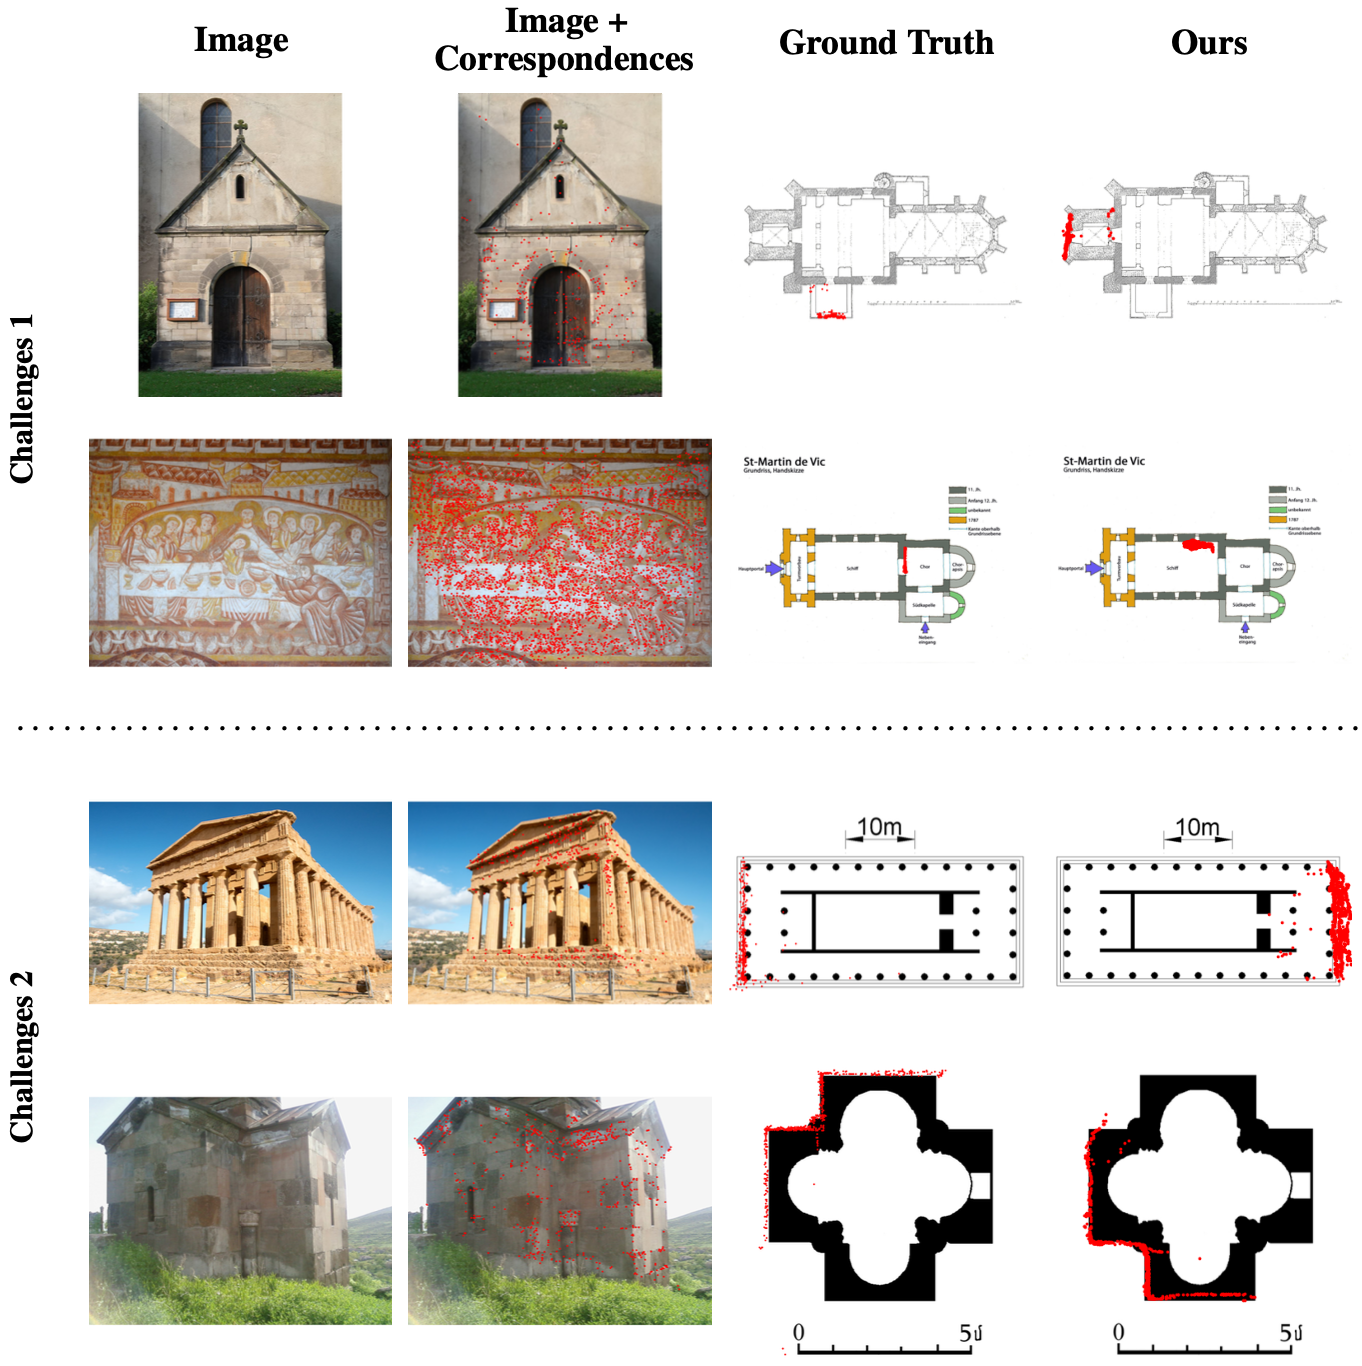 Image
Image +
Correspondences
Ground Truth
Ours
Challenges 1
St-Martin de Vic
Grundriss, Handskizze
11. Jh.
Anfang 12. Jh.
unbekannt
1787
Kante oberhalb
Grundrissebene
Hauptportal
Turmvorbau
Schiff
Chor
Chor-
apsis
Südkapelle
Neben-
eingang
St-Martin de Vic
Grundriss, Handskizze
11. Jh.
Anfang 12. Jh.
unbekannt
1787
Kante oberhalb
Grundrissebene
Hauptportal
Turmvorbau
Schiff
Chor
Chor-
apsis
Südkapelle
Neben-
eingang
Challenges 2
10m
10m
0 5մ
0 5մ